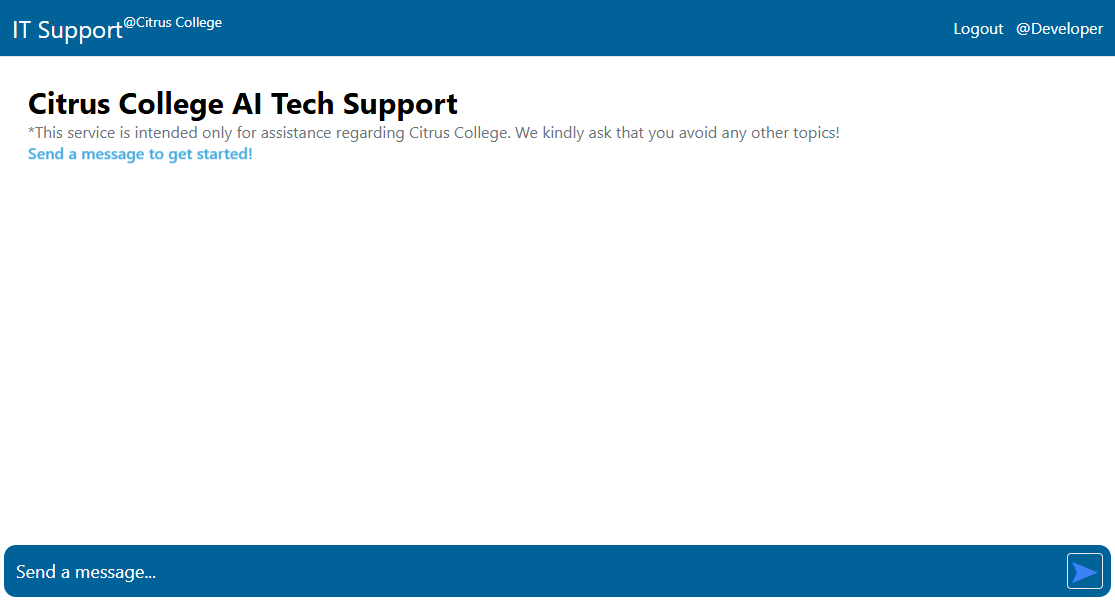 IT Support@Citrus College
Logout @Developer
Citrus College AI Tech Support
*This service is intended only for assistance regarding Citrus College. We kindly ask that you avoid any other topics!
Send a message to get started!
Send a message...